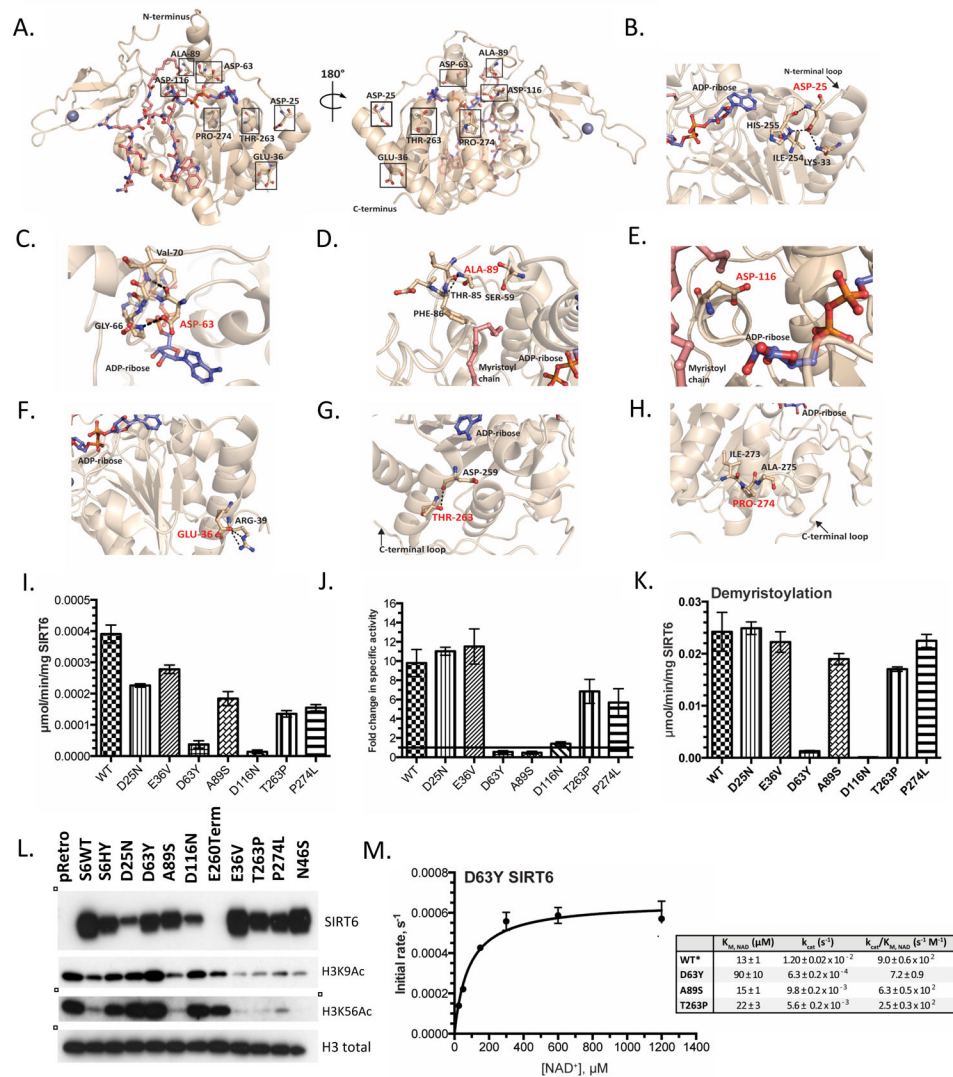 A.
N-terminus
ALA-89
ASP-63
ASP-116
ASP-25
PRO-274
THR-263
GLU-36
180°
ALA-89
ASP-63
ASP-116
ASP-25
THR-263
PRO-274
GLU-36
C-terminus
B.
N-terminal loop
ADP-ribose
ASP-25
HIS-255
ILE-254
LYS-33
C.
Val-70
GLY-66
ASP-63
ADP-ribose
D.
ALA-89
THR-85
SER-59
PHE-86
ADP-ribose
Myristoyl
chain
E.
ASP-116
ADP-ribose
Myristoyl
chain
F.
ADP-ribose
ARG-39
GLU-36
G.
ADP-ribose
ASP-259
THR-263
C-terminal loop
H.
ADP-ribose
ILE-273
ALA-275
PRO-274
C-terminal loop
I.
µmol/min/mg SIRT6
0.0005
0.0004
0.0003
0.0002
0.0001
0.0000
WT
D25N
E36V
D63Y
A89S
D116N
T263P
P274L
J.
Fold change in specific activity
16
14
12
10
8
6
4
2
0
WT
D25N
E36V
D63Y
A89S
D116N
T263P
P274L
K.
Demyristoylation
µmol/min/mg SIRT6
0.03
0.02
0.01
0.00
WT
D25N
E36V
D63Y
A89S
D116N
T263P
P274L
L.
pRetro
S6WT
S6HY
D25N
D63Y
A89S
D116N
E260Term
E36V
T263P
P274L
N46S
SIRT6
H3K9Ac
H3K56Ac
H3 total
M.
D63Y SIRT6
Initial rate, s-1
0.0008
0.0006
0.0004
0.0002
0.0000
0 200 400 600 800 1000 1200 1400
[NAD+], µM
KM, NAD (µM) kcat (s-1) kcat/KM, NAD (s-1 M-1)
WT* 13 ± 1 1.20 ± 0.02 x 10-2 9.0 ± 0.6 x 102
D63Y 90 ± 10 6.3 ± 0.2 x 10-4 7.2 ± 0.9
A89S 15 ± 1 9.8 ± 0.2 x 10-3 6.3 ± 0.5 x 102
T263P 22 ± 3 5.6 ± 0.2 x 10-3 2.5 ± 0.3 x 102